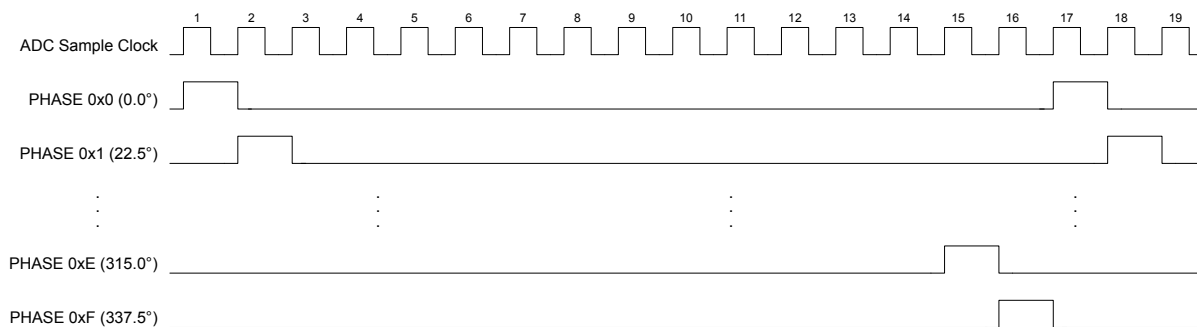 1 2 3 4 5 6 7 8 9 10 11 12 13 14 15 16 17 18 19
ADC Sample Clock
PHASE 0x0 (0.0°)
PHASE 0x1 (22.5°)
PHASE 0xE (315.0°)
PHASE 0xF (337.5°)